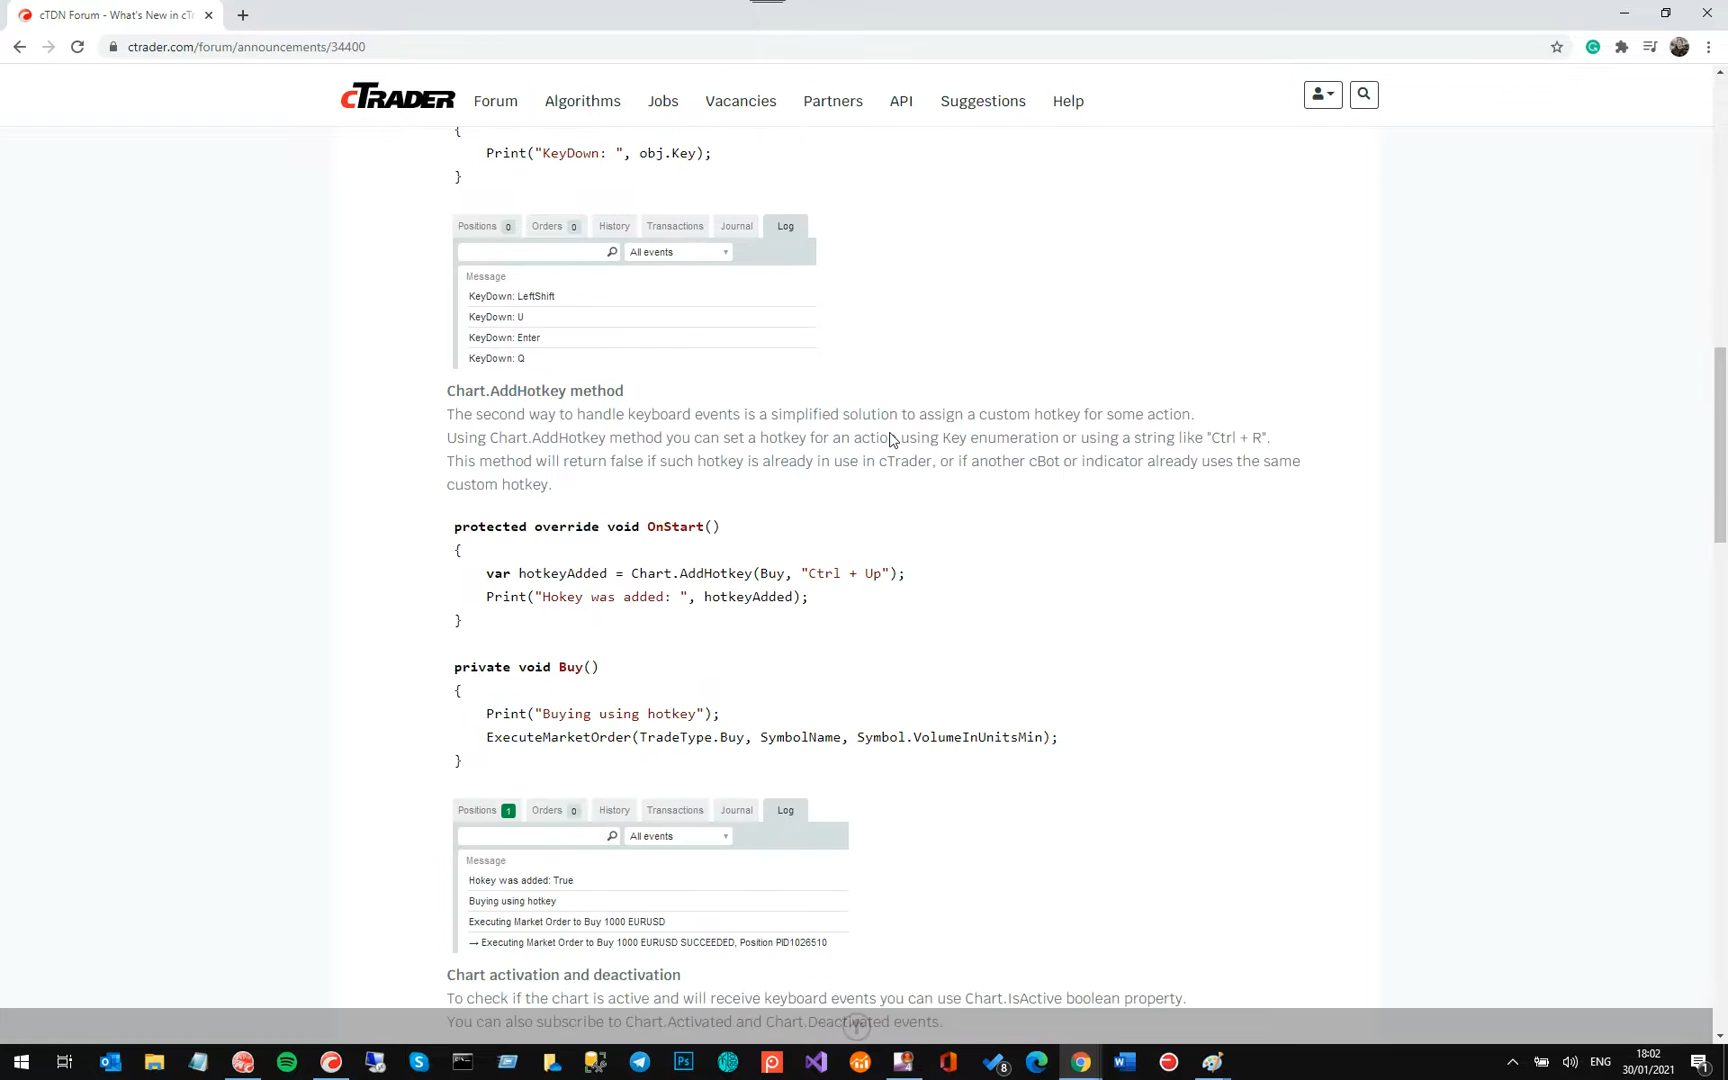 cTDN Forum - What's New in cTr
ctrader.com/forum/announcements/34400
cTRADER Forum Algorithms Jobs Vacancies Partners API Suggestions Help
{
Print("KeyDown: ", obj.Key);
}
Positions 0 Orders 0 History Transactions Journal Log
All events
Message
KeyDown: LeftShift
KeyDown: U
KeyDown: Enter
KeyDown: Q
Chart.AddHotkey method
The second way to handle keyboard events is a simplified solution to assign a custom hotkey for some action.
Using Chart.AddHotkey method you can set a hotkey for an action using Key enumeration or using a string like "Ctrl + R".
This method will return false if such hotkey is already in use in cTrader, or if another cBot or indicator already uses the same
custom hotkey.
protected override void OnStart()
{
var hotkeyAdded = Chart.AddHotkey(Buy, "Ctrl + Up");
Print("Hokey was added: ", hotkeyAdded);
}
private void Buy()
{
Print("Buying using hotkey");
ExecuteMarketOrder(TradeType.Buy, SymbolName, Symbol.VolumeInUnitsMin);
}
Positions 1 Orders 0 History Transactions Journal Log
All events
Message
Hokey was added: True
Buying using hotkey
Executing Market Order to Buy 1000 EURUSD
→ Executing Market Order to Buy 1000 EURUSD SUCCEEDED, Position PID1026510
Chart activation and deactivation
To check if the chart is active and will receive keyboard events you can use Chart.IsActive boolean property.
You can also subscribe to Chart.Activated and Chart.Deactivated events.
ENG
18:02
30/01/2021